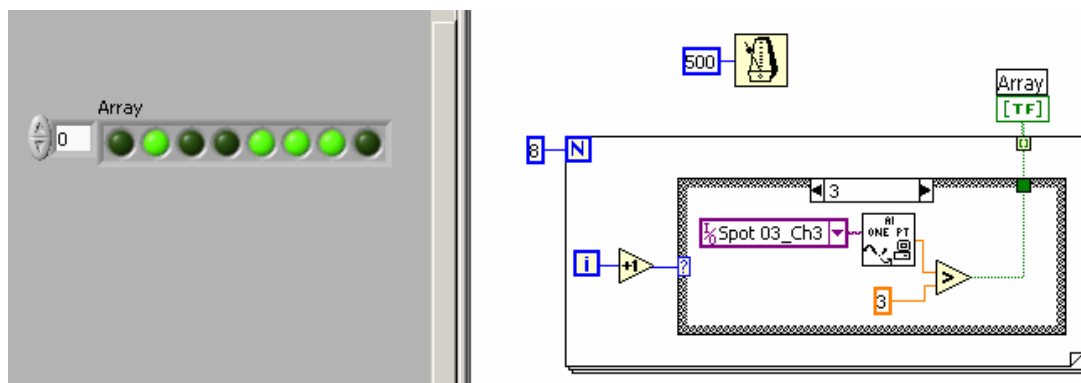 Array
0
500
Array
[TF]
8 N
[]
3
Spot 03_Ch3
AI
ONE PT
i +1 ?
>
3